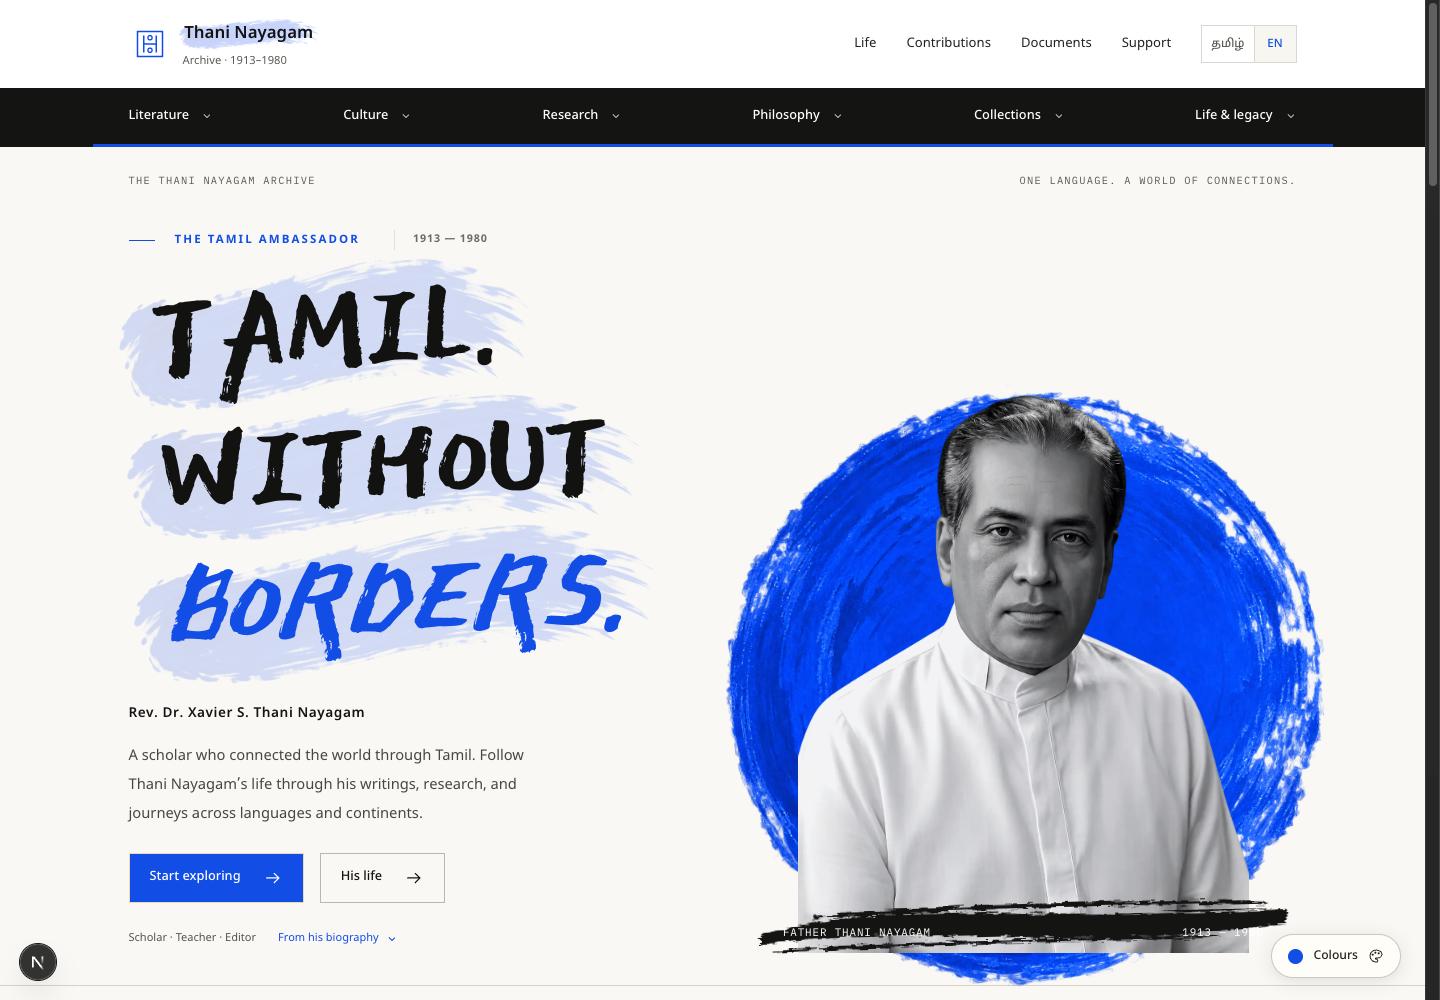 Thani Nayagam
Archive · 1913–1980
Life
Contributions
Documents
Support
தமிழ்
EN
Literature
Culture
Research
Philosophy
Collections
Life & legacy
THE THANI NAYAGAM ARCHIVE
ONE LANGUAGE. A WORLD OF CONNECTIONS.
THE TAMIL AMBASSADOR
1913 — 1980
TAMIL.
WITHOUT
BORDERS.
Rev. Dr. Xavier S. Thani Nayagam
A scholar who connected the world through Tamil. Follow
Thani Nayagam's life through his writings, research, and
journeys across languages and continents.
Start exploring
His life
Scholar · Teacher · Editor
From his biography
FATHER THANI NAYAGAM
1913 –
Colours
N